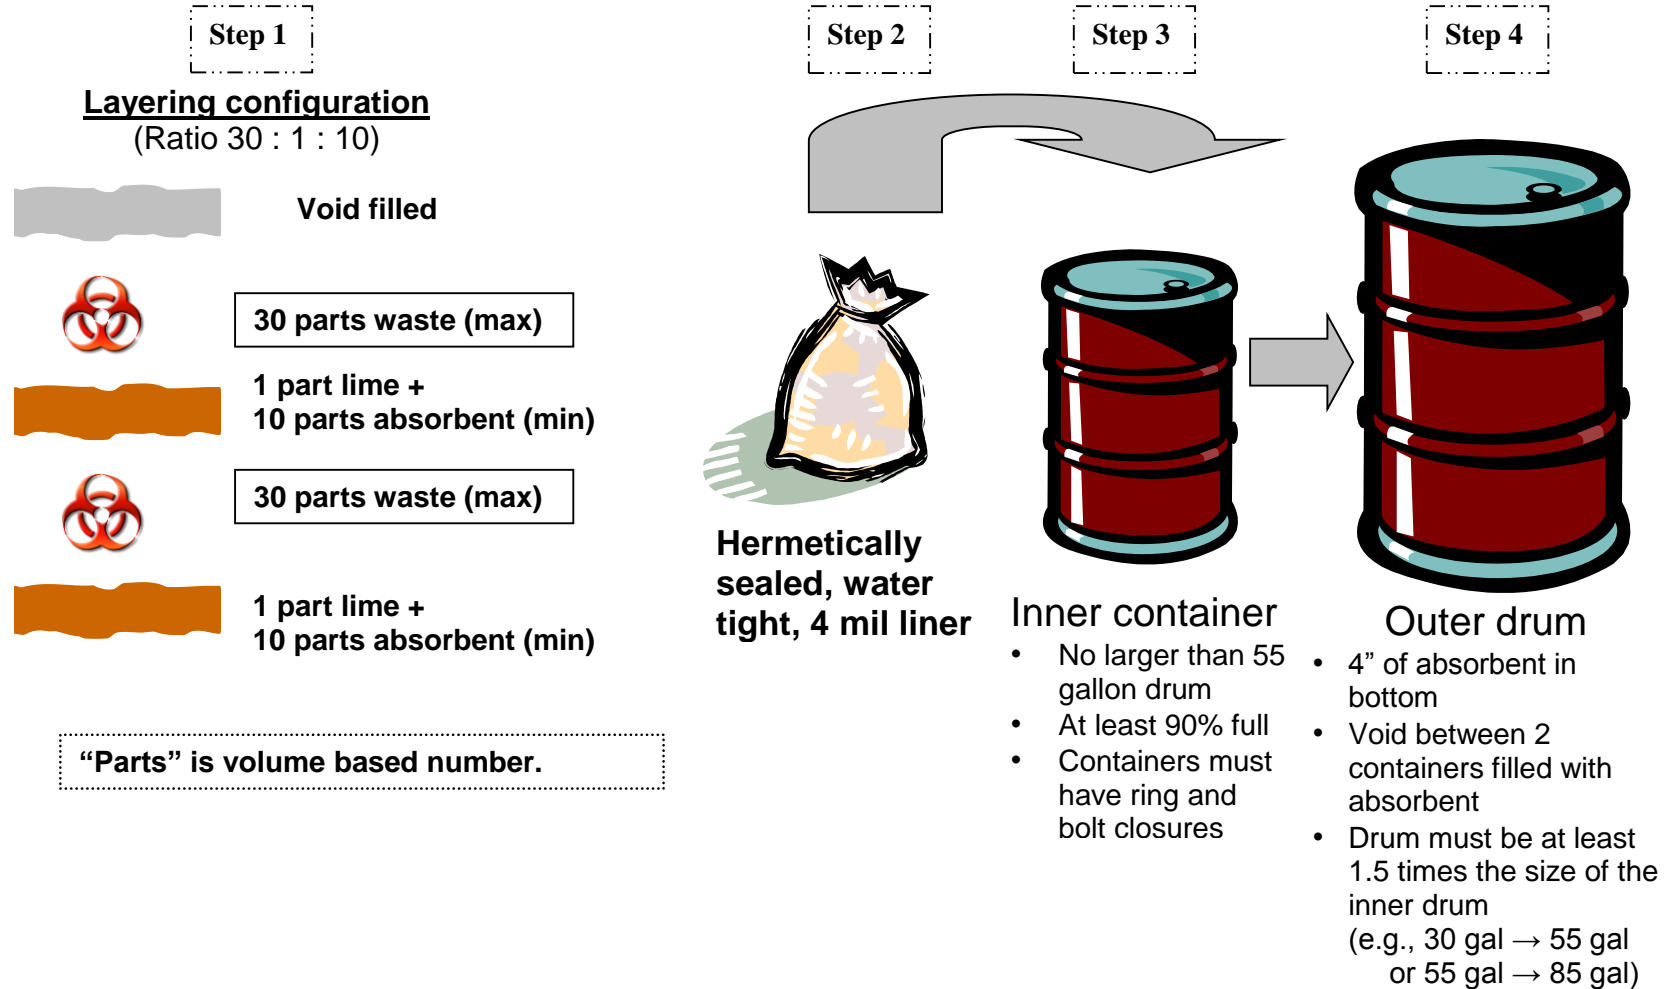 Step 1
Layering configuration
(Ratio 30 : 1 : 10)
Void filled
30 parts waste (max)
1 part lime +
10 parts absorbent (min)
30 parts waste (max)
1 part lime +
10 parts absorbent (min)
“Parts” is volume based number.
Step 2
Hermetically
sealed, water
tight, 4 mil liner
Step 3
Inner container
• No larger than 55
gallon drum
• At least 90% full
• Containers must
have ring and
bolt closures
Step 4
Outer drum
• 4” of absorbent in
bottom
• Void between 2
containers filled with
absorbent
• Drum must be at least
1.5 times the size of the
inner drum
(e.g., 30 gal → 55 gal
or 55 gal → 85 gal)